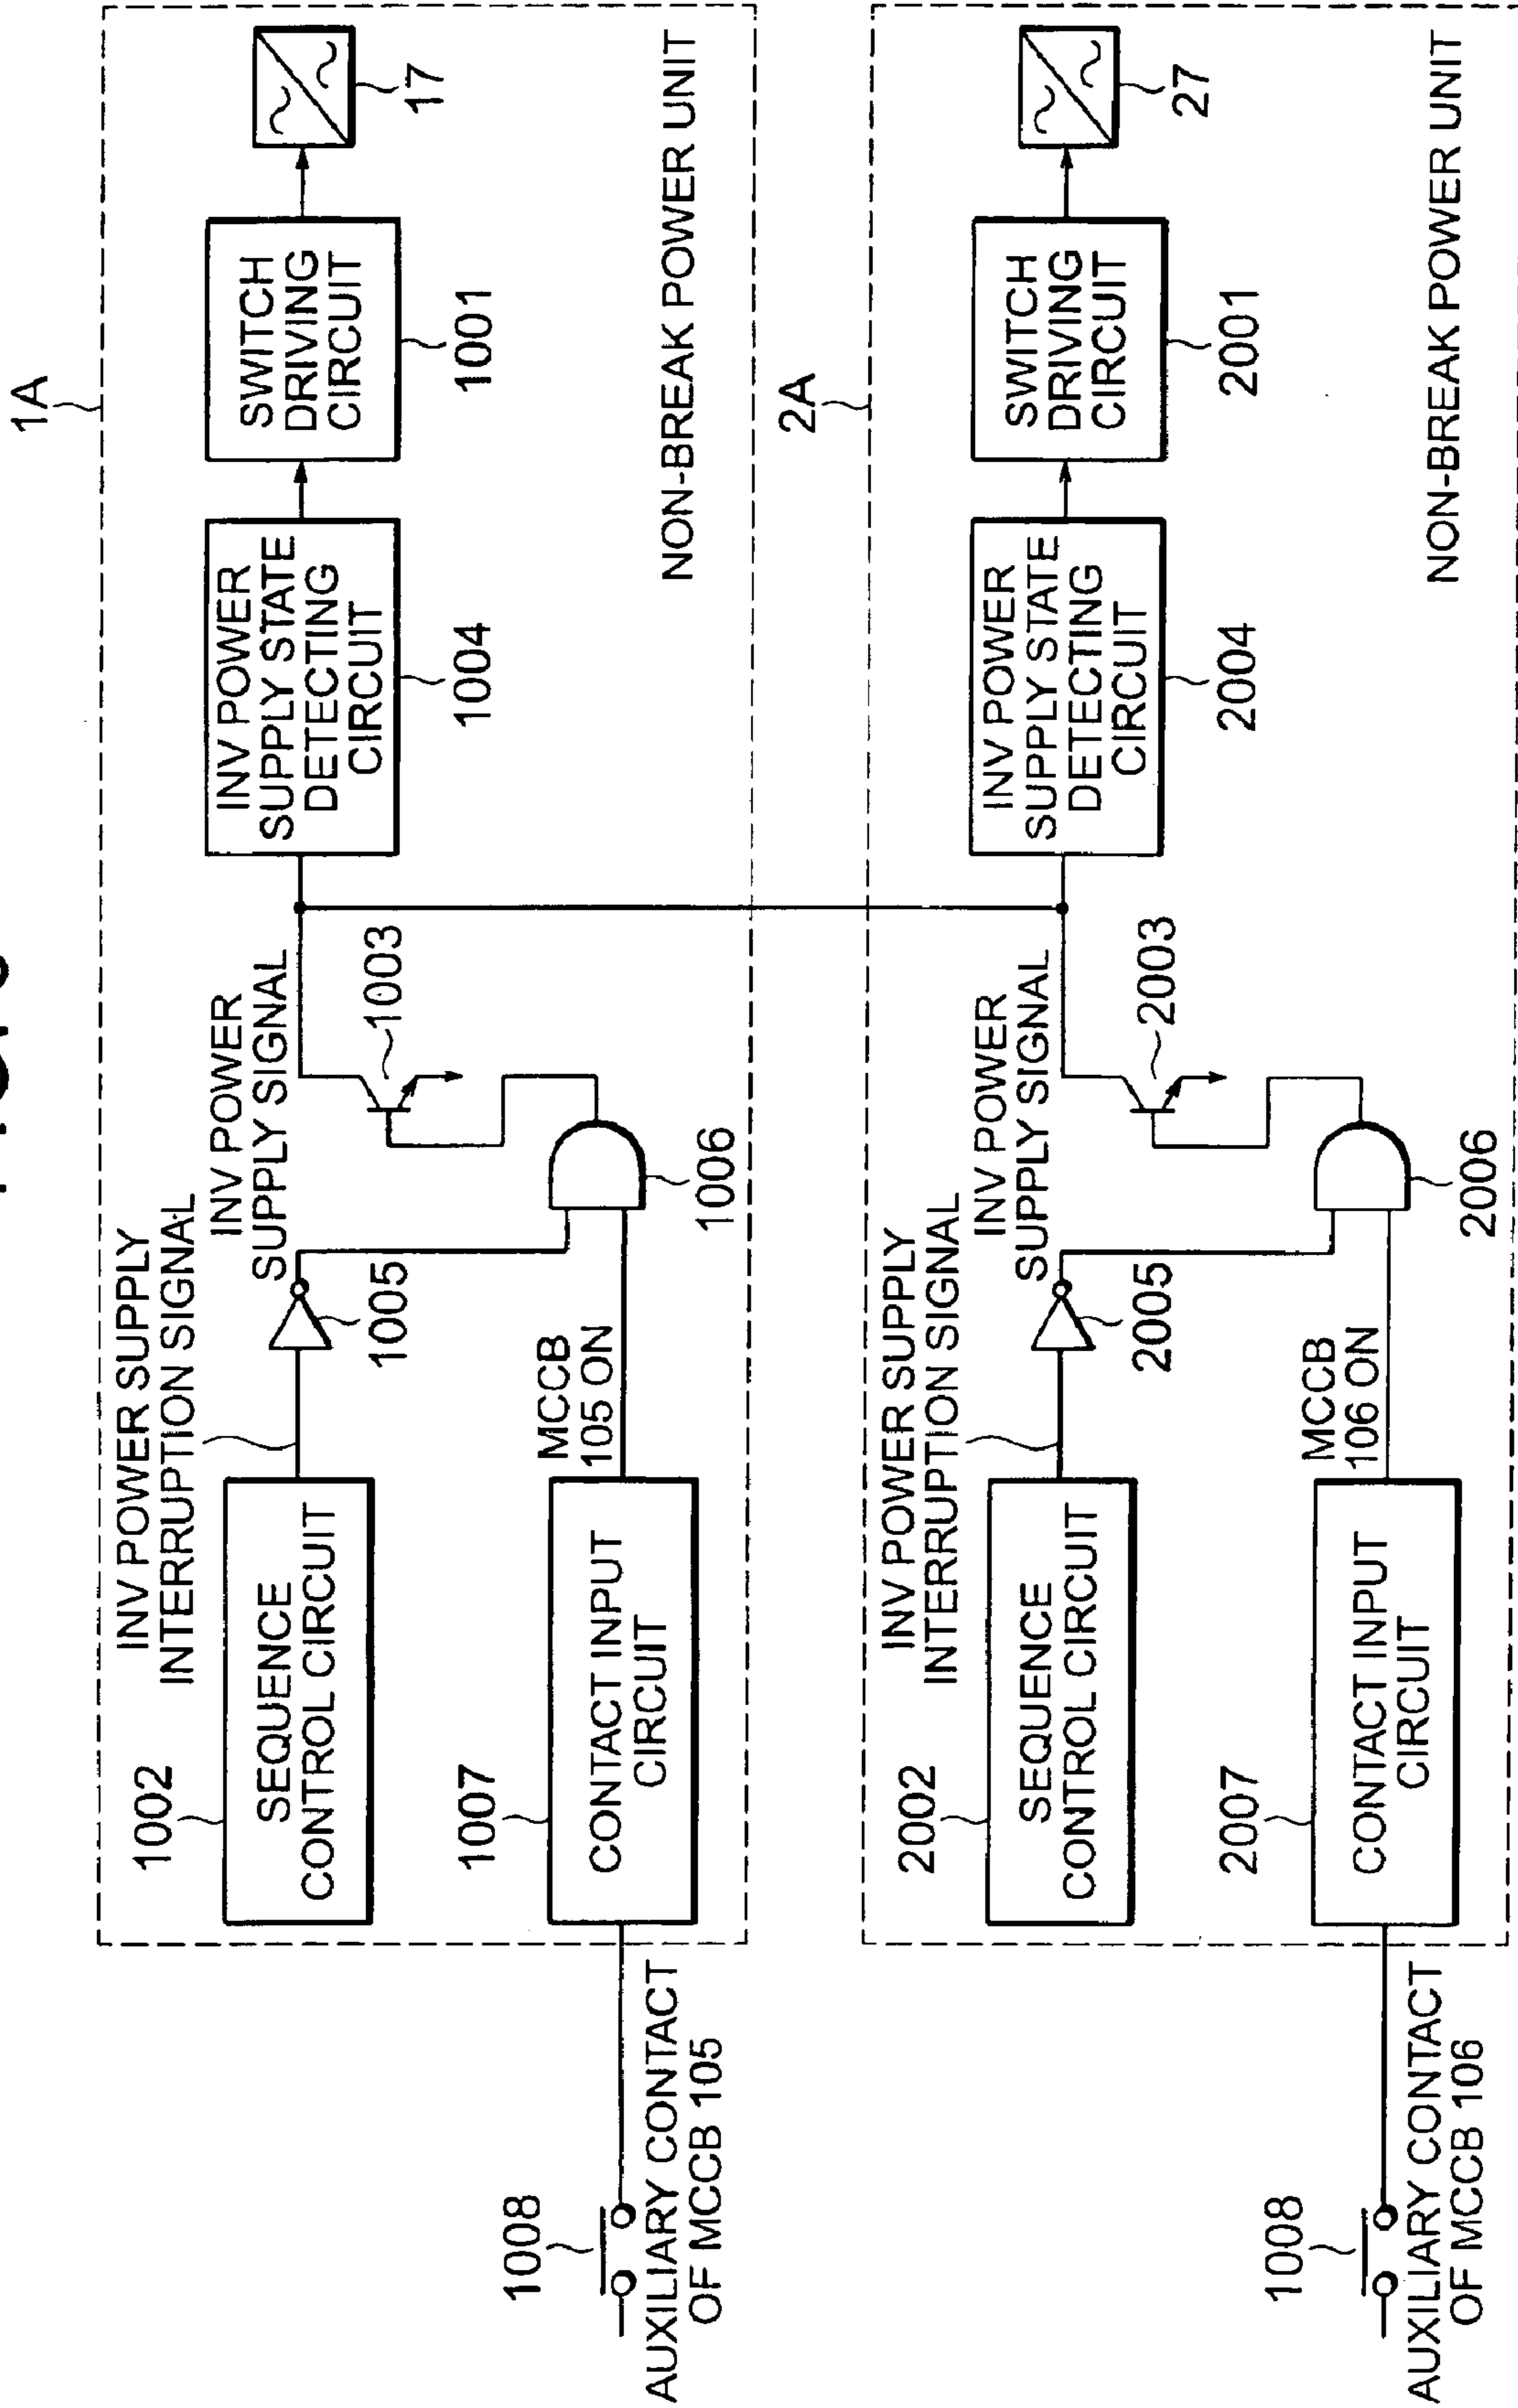 1A
1002
SEQUENCE
CONTROL CIRCUIT
INV POWER SUPPLY
INTERRUPTION SIGNAL
1005
INV POWER
SUPPLY SIGNAL
1003
INV POWER
SUPPLY STATE
DETECTING
CIRCUIT
1004
SWITCH
DRIVING
CIRCUIT
1001
17
1008
AUXILIARY CONTACT
OF MCCB 105
1007
CONTACT INPUT
CIRCUIT
MCCB
105 ON
1006
NON-BREAK POWER UNIT
2A
2002
SEQUENCE
CONTROL CIRCUIT
INV POWER SUPPLY
INTERRUPTION SIGNAL
2005
INV POWER
SUPPLY SIGNAL
2003
INV POWER
SUPPLY STATE
DETECTING
CIRCUIT
2004
SWITCH
DRIVING
CIRCUIT
2001
27
1008
AUXILIARY CONTACT
OF MCCB 106
2007
CONTACT INPUT
CIRCUIT
MCCB
106 ON
2006
NON-BREAK POWER UNIT